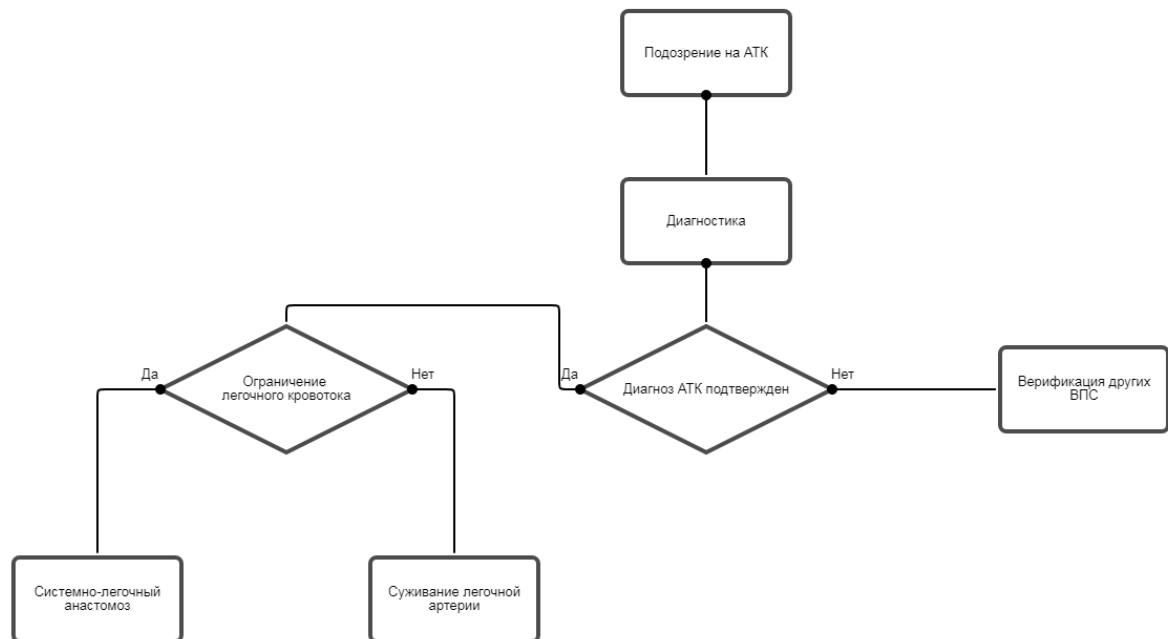 Подозрение на АТК
Диагностика
Да
Ограничение
легочного кровотока
Нет
Да
Диагноз АТК подтвержден
Нет
Верификация других
ВПС
Системно-легочный
анастомоз
Суживание легочной
артерии